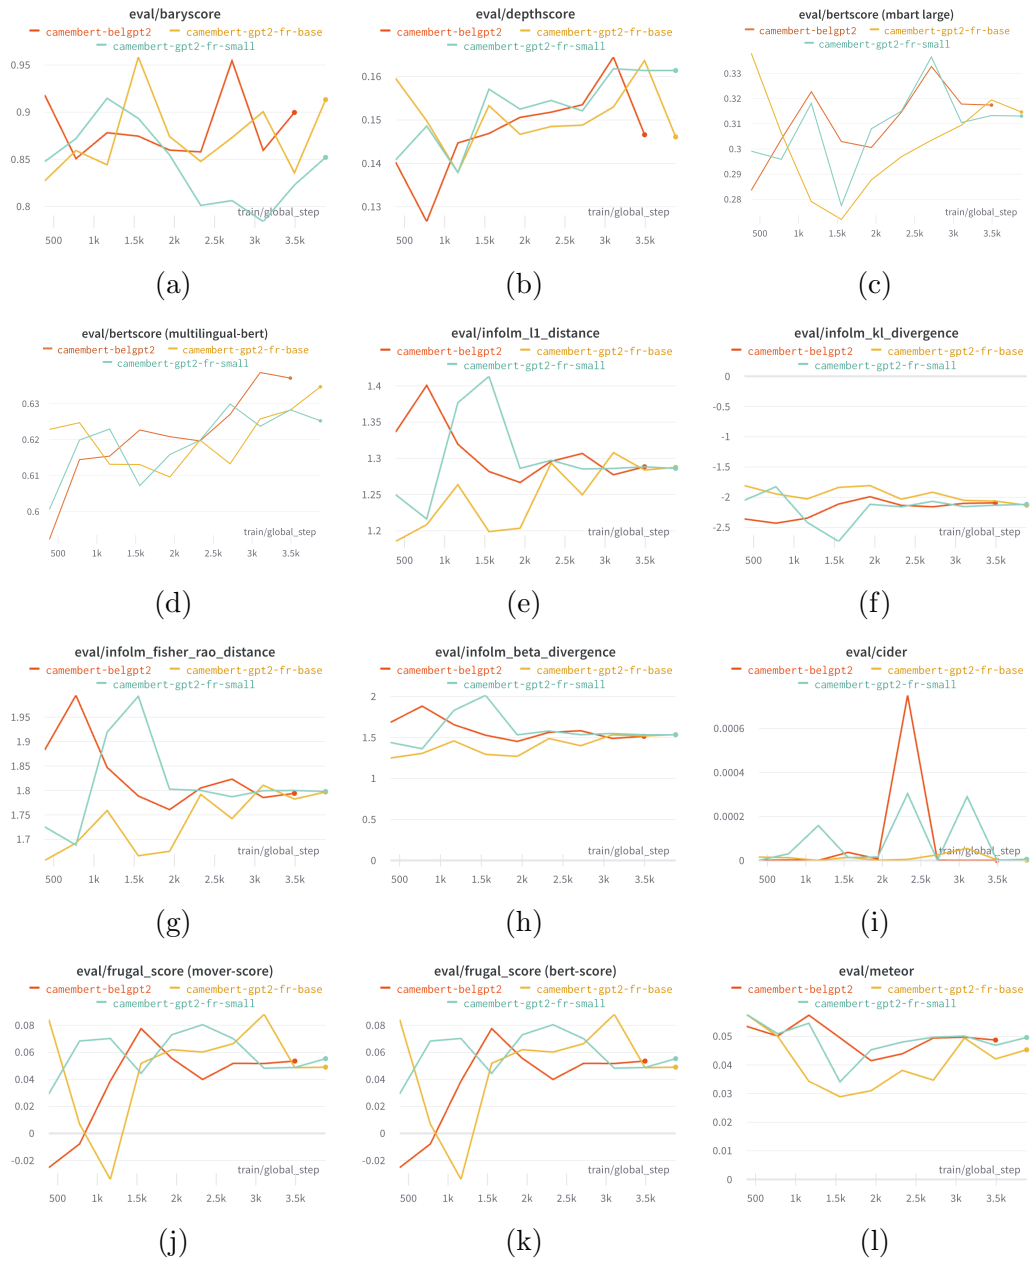 eval/baryscore
camembert-belgpt2 camembert-gpt2-fr-base
camembert-gpt2-fr-small
0.95
0.9
0.85
0.8
train/global_step
500 1k 1.5k 2k 2.5k 3k 3.5k
(a)
eval/depthscore
camembert-belgpt2 camembert-gpt2-fr-base
camembert-gpt2-fr-small
0.16
0.15
0.14
0.13
train/global_step
500 1k 1.5k 2k 2.5k 3k 3.5k
(b)
eval/bertscore (mbart large)
camembert-belgpt2 camembert-gpt2-fr-base
camembert-gpt2-fr-small
0.33
0.32
0.31
0.3
0.29
0.28
train/global_step
500 1k 1.5k 2k 2.5k 3k 3.5k
(c)
eval/bertscore (multilingual-bert)
camembert-belgpt2 camembert-gpt2-fr-base
camembert-gpt2-fr-small
0.63
0.62
0.61
0.6
train/global_step
500 1k 1.5k 2k 2.5k 3k 3.5k
(d)
eval/infolm_l1_distance
camembert-belgpt2 camembert-gpt2-fr-base
camembert-gpt2-fr-small
1.4
1.35
1.3
1.25
1.2
train/global_step
500 1k 1.5k 2k 2.5k 3k 3.5k
(e)
eval/infolm_kl_divergence
camembert-belgpt2 camembert-gpt2-fr-base
camembert-gpt2-fr-small
0
-0.5
-1
-1.5
-2
-2.5
train/global_step
500 1k 1.5k 2k 2.5k 3k 3.5k
(f)
eval/infolm_fisher_rao_distance
camembert-belgpt2 camembert-gpt2-fr-base
camembert-gpt2-fr-small
1.95
1.9
1.85
1.8
1.75
1.7
train/global_step
500 1k 1.5k 2k 2.5k 3k 3.5k
(g)
eval/infolm_beta_divergence
camembert-belgpt2 camembert-gpt2-fr-base
camembert-gpt2-fr-small
2
1.5
1
0.5
0
train/global_step
500 1k 1.5k 2k 2.5k 3k 3.5k
(h)
eval/cider
camembert-belgpt2 camembert-gpt2-fr-base
camembert-gpt2-fr-small
0.0006
0.0004
0.0002
0
train/global_step
500 1k 1.5k 2k 2.5k 3k 3.5k
(i)
eval/frugal_score (mover-score)
camembert-belgpt2 camembert-gpt2-fr-base
camembert-gpt2-fr-small
0.08
0.06
0.04
0.02
0
-0.02
train/global_step
500 1k 1.5k 2k 2.5k 3k 3.5k
(j)
eval/frugal_score (bert-score)
camembert-belgpt2 camembert-gpt2-fr-base
camembert-gpt2-fr-small
0.08
0.06
0.04
0.02
0
-0.02
train/global_step
500 1k 1.5k 2k 2.5k 3k 3.5k
(k)
eval/meteor
camembert-belgpt2 camembert-gpt2-fr-base
camembert-gpt2-fr-small
0.05
0.04
0.03
0.02
0.01
0
train/global_step
500 1k 1.5k 2k 2.5k 3k 3.5k
(l)